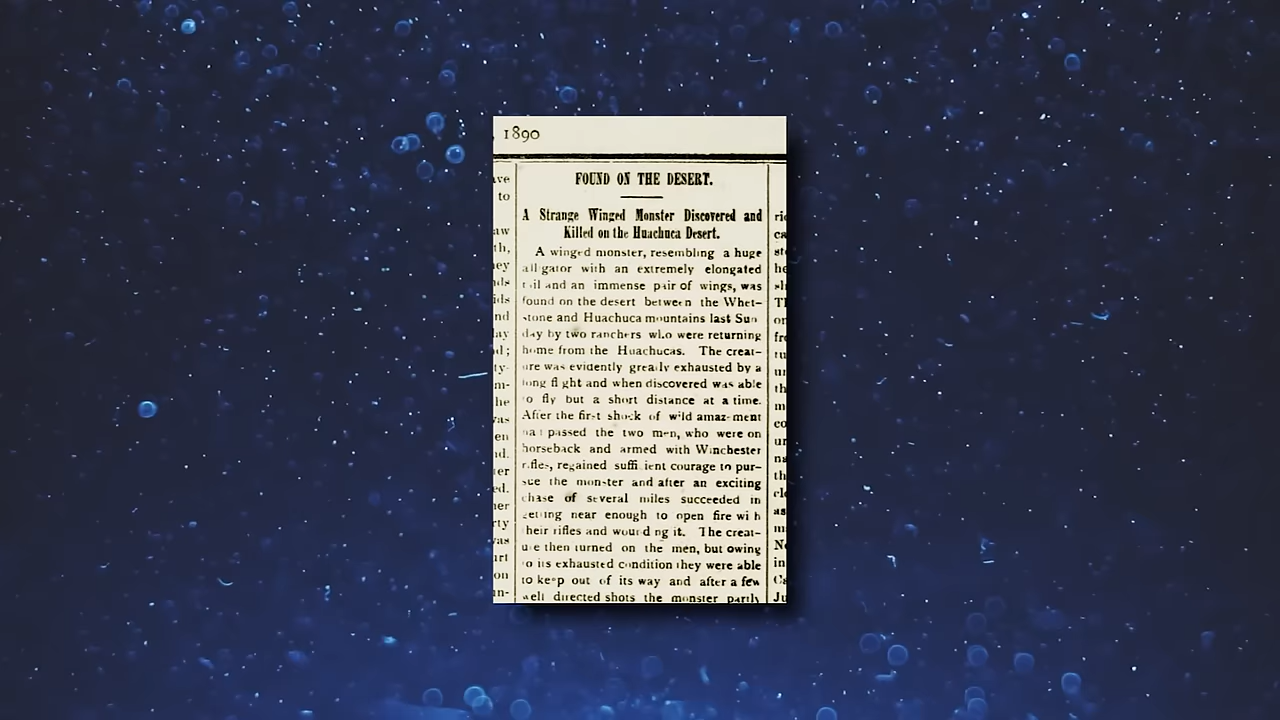 1890
FOUND ON THE DESERT.
A Strange Winged Monster Discovered and
Killed on the Huachuca Desert.
A winged monster, resembling a huge
alligator with an extremely elongated
tail and an immense pair of wings, was
found on the desert between the Whet-
stone and Huachuca mountains last Sun
day by two ranchers who were returning
home from the Huachucas. The creat-
ure was evidently greatly exhausted by a
long flight and when discovered was able
to fly but a short distance at a time.
After the first shock of wild amazement
had passed the two men, who were on
horseback and armed with Winchester
rifles, regained sufficient courage to pur-
sue the monster and after an exciting
chase of several miles succeeded in
getting near enough to open fire with
their rifles and wounding it. The creat-
ure then turned on the men, but owing
to its exhausted condition they were able
to keep out of its way and after a few
well directed shots the monster partly